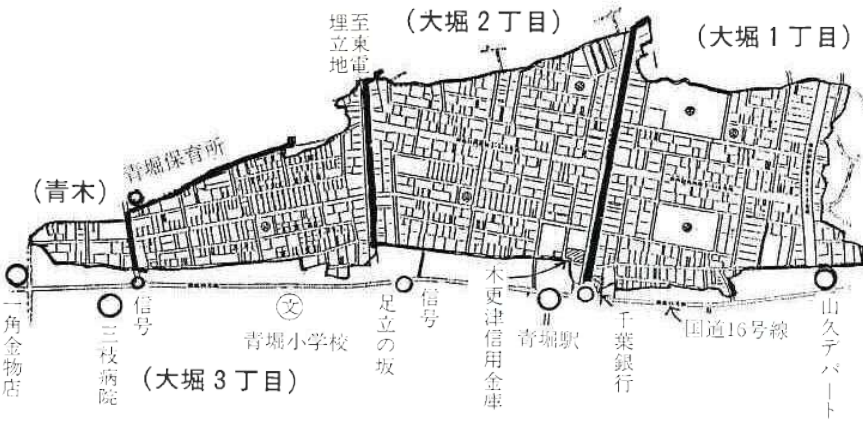 (大堀2丁目)
(大堀1丁目)
至東電
埋立地
青堀保育所
(青木)
一角金物店
三枝病院
信号
文
青堀小学校
(大堀3丁目)
足立の坂
信号
木更津信用金庫
青堀駅
千葉銀行
国道16号線
山久デパート